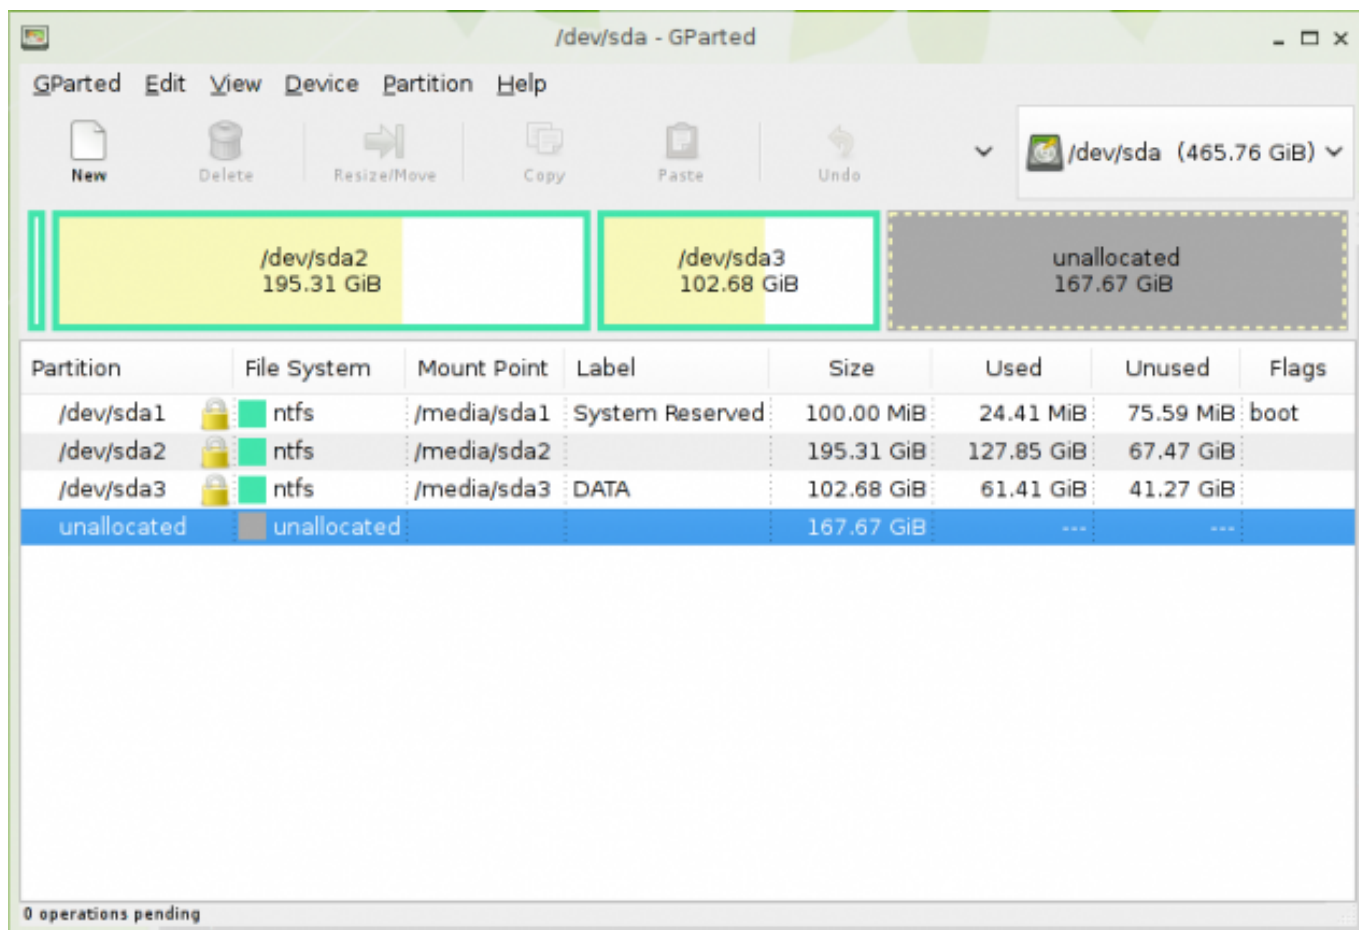 /dev/sda - GParted
GParted Edit View Device Partition Help
New Delete Resize/Move Copy Paste Undo
/dev/sda (465.76 GiB)
/dev/sda2
195.31 GiB
/dev/sda3
102.68 GiB
unallocated
167.67 GiB
Partition File System Mount Point Label Size Used Unused Flags
/dev/sda1 ntfs /media/sda1 System Reserved 100.00 MiB 24.41 MiB 75.59 MiB boot
/dev/sda2 ntfs /media/sda2 195.31 GiB 127.85 GiB 67.47 GiB
/dev/sda3 ntfs /media/sda3 DATA 102.68 GiB 61.41 GiB 41.27 GiB
unallocated unallocated 167.67 GiB --- ---
0 operations pending